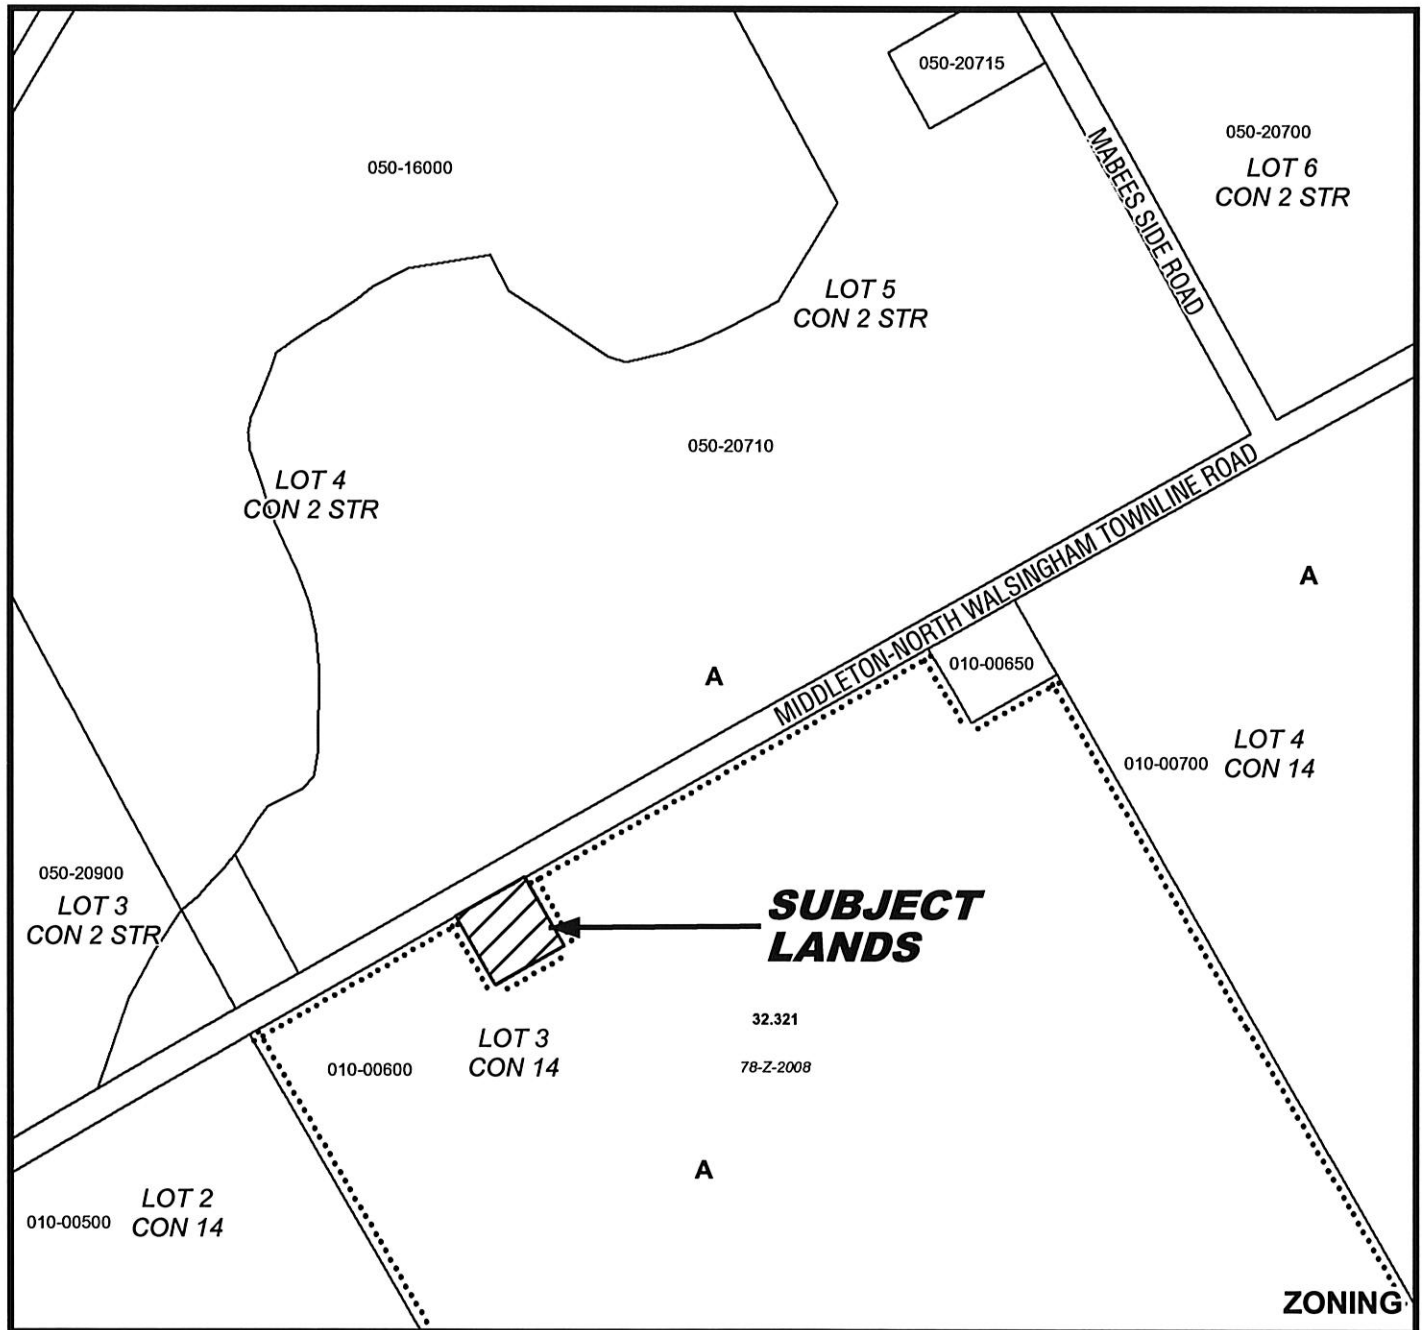 050-20715
050-20700
LOT 6
CON 2 STR
050-16000
MABEES SIDE ROAD
LOT 5
CON 2 STR
050-20710
LOT 4
CON 2 STR
MIDDLETON-NORTH WALSINGHAM TOWNLINE ROAD
A
010-00650
A
LOT 4
CON 14
010-00700
050-20900
LOT 3
CON 2 STR
SUBJECT
LANDS
32.321
LOT 3
CON 14
010-00600
78-Z-2008
A
LOT 2
CON 14
010-00500
ZONING